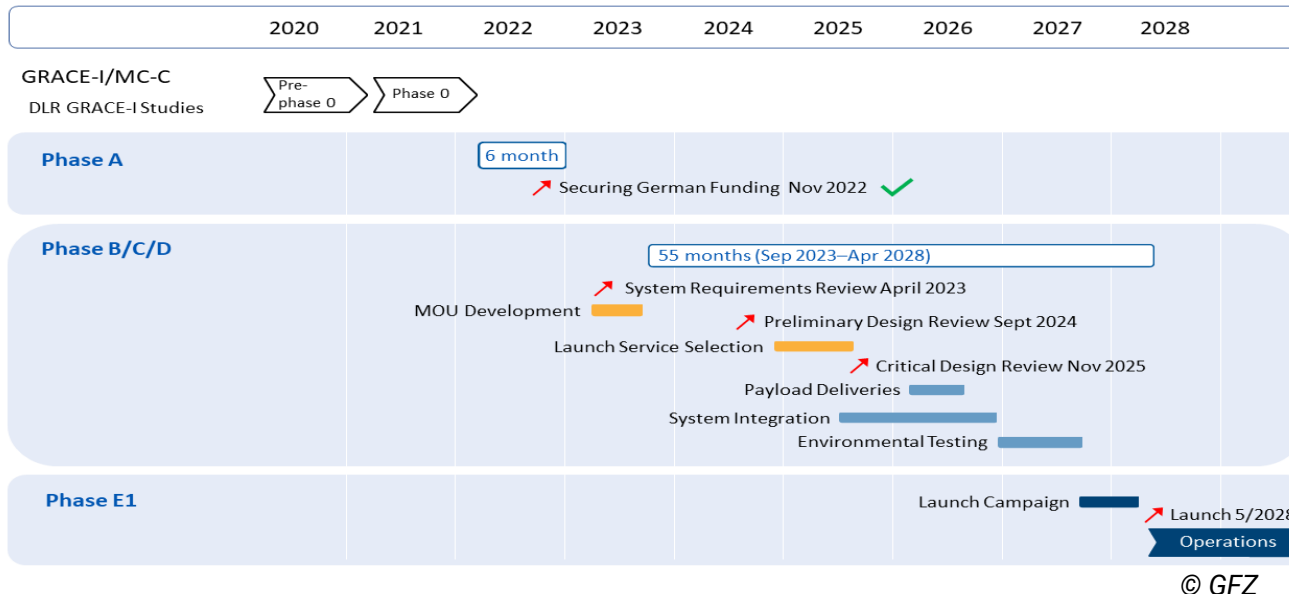 2020 2021 2022 2023 2024 2025 2026 2027 2028
GRACE-I/MC-C
DLR GRACE-I Studies
Pre-
phase 0
Phase 0
Phase A
6 month
Securing German Funding Nov 2022
Phase B/C/D
55 months (Sep 2023–Apr 2028)
System Requirements Review April 2023
MOU Development
Preliminary Design Review Sept 2024
Launch Service Selection
Critical Design Review Nov 2025
Payload Deliveries
System Integration
Environmental Testing
Phase E1
Launch Campaign
Launch 5/2028
Operations
© GFZ